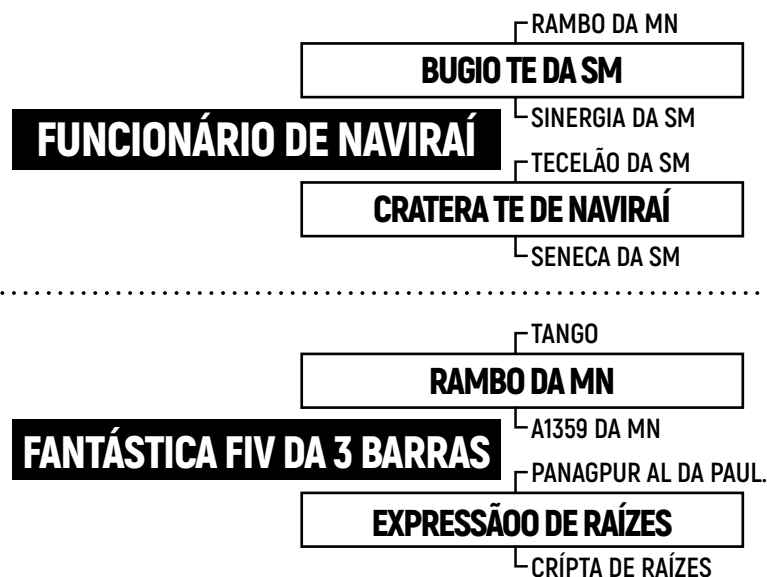 RAMBO DA MN
BUGIO TE DA SM
SINERGIA DA SM
FUNCIONÁRIO DE NAVIRAÍ
TECELÃO DA SM
CRATERA TE DE NAVIRAÍ
SENECA DA SM
TANGO
RAMBO DA MN
A1359 DA MN
FANTÁSTICA FIV DA 3 BARRAS
PANAGPUR AL DA PAUL.
EXPRESSÃOO DE RAÍZES
CRÍPTA DE RAÍZES